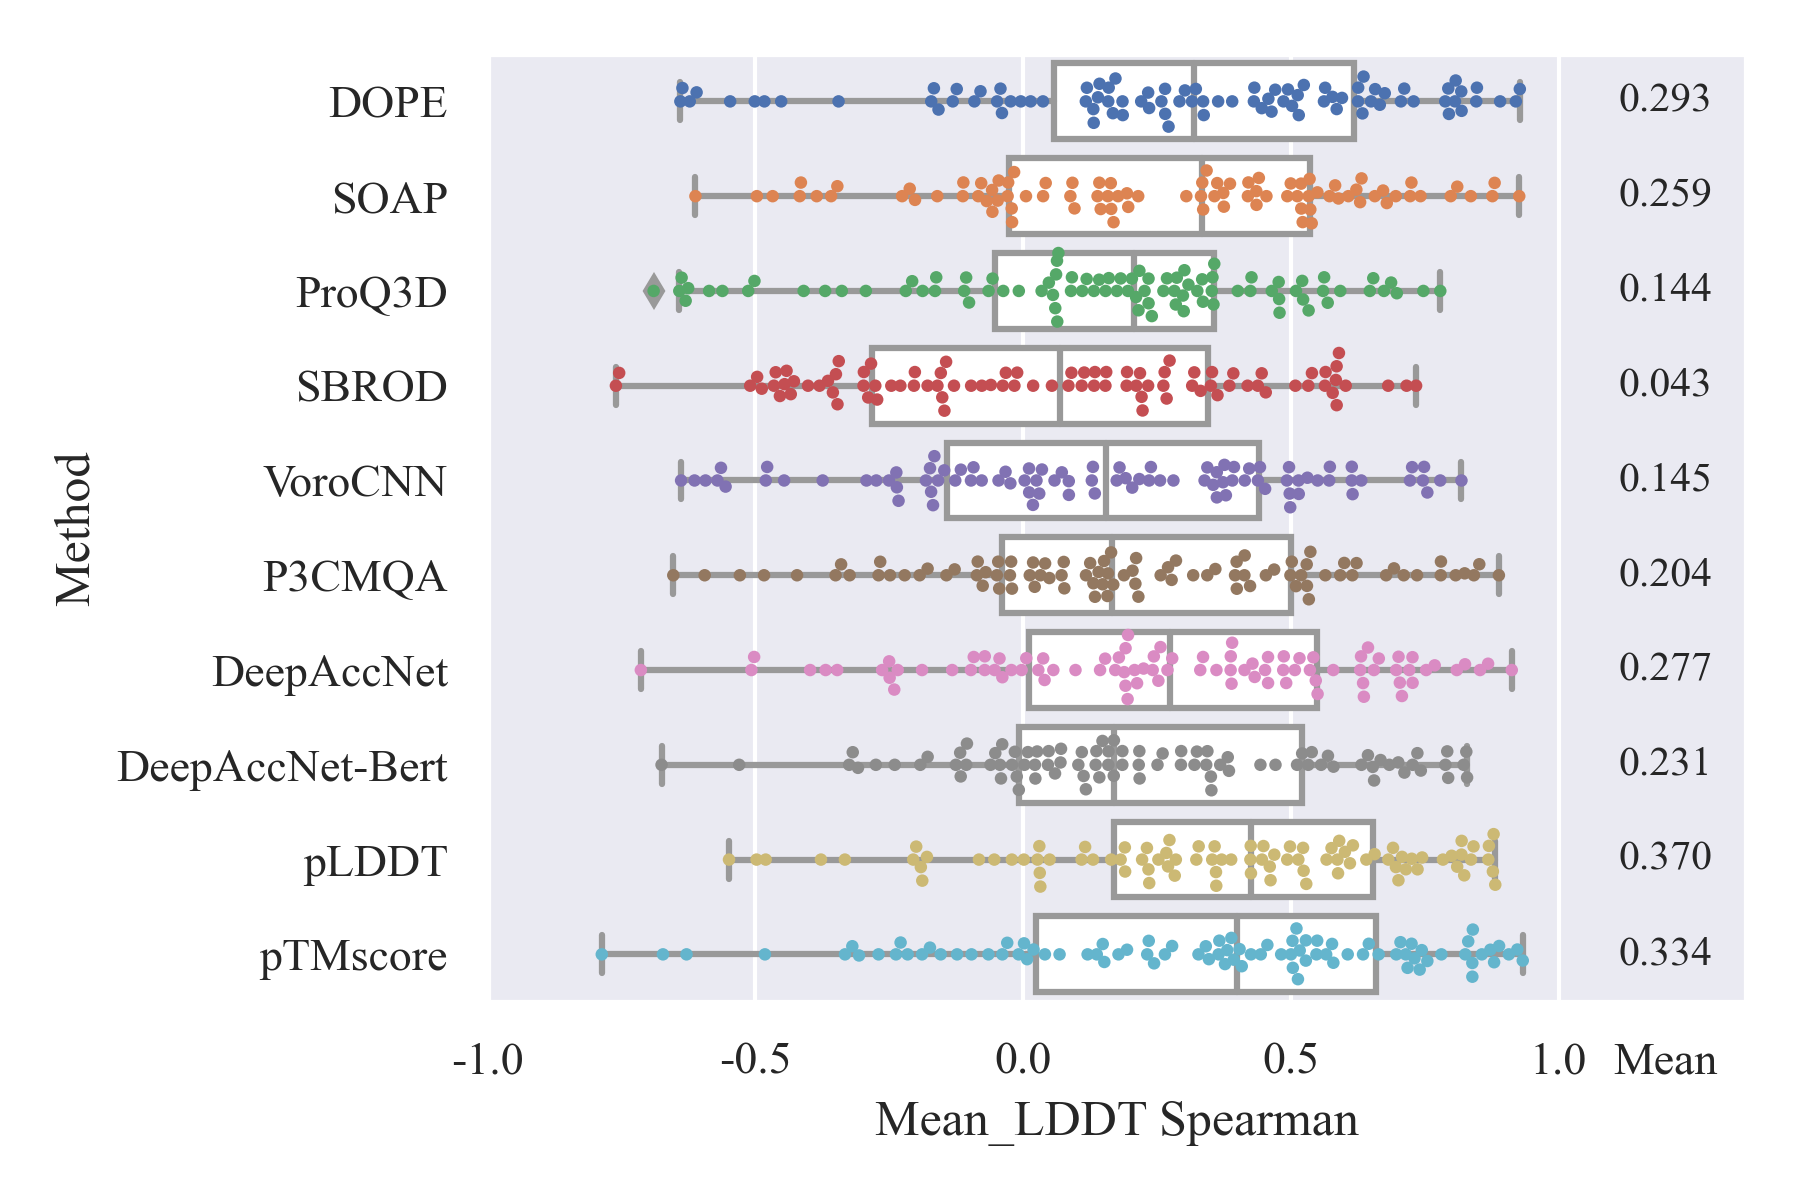 DOPE 0.293
SOAP 0.259
ProQ3D 0.144
SBROD 0.043
VoroCNN 0.145
P3CMQA 0.204
DeepAccNet 0.277
DeepAccNet-Bert 0.231
pLDDT 0.370
pTMscore 0.334
Method
-1.0 -0.5 0.0 0.5 1.0 Mean
Mean_LDDT Spearman